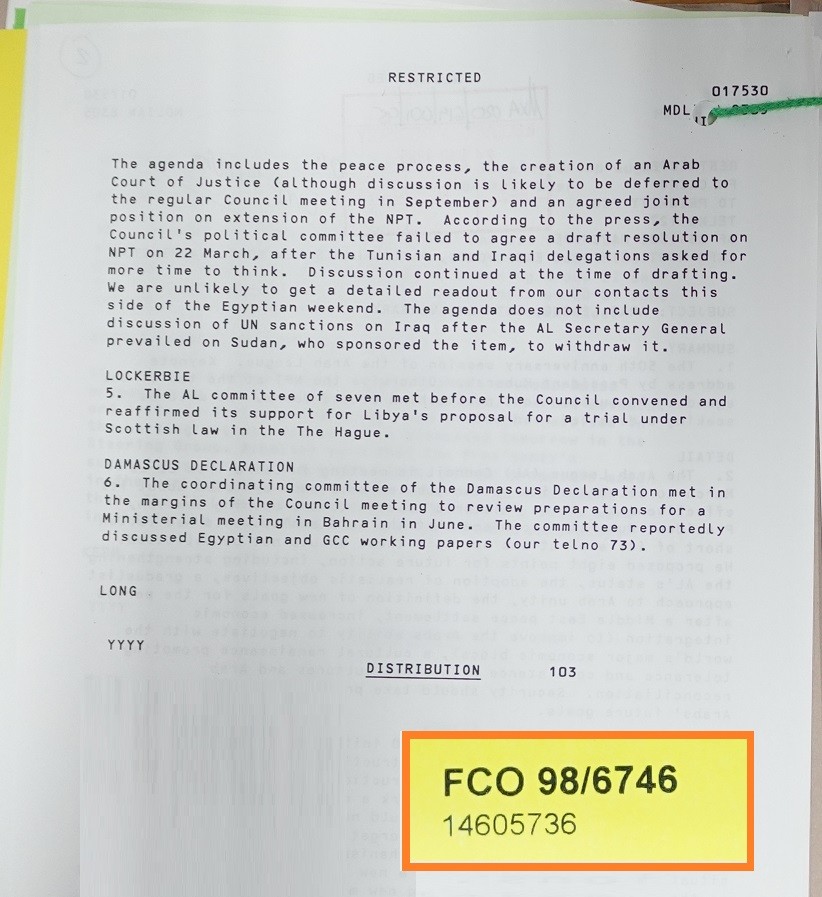 RESTRICTED
017530
MDL
The agenda includes the peace process, the creation of an Arab
Court of Justice (although discussion is likely to be deferred to
the regular Council meeting in September) and an agreed joint
position on extension of the NPT.  According to the press, the
Council's political committee failed to agree a draft resolution on
NPT on 22 March, after the Tunisian and Iraqi delegations asked for
more time to think.  Discussion continued at the time of drafting.
We are unlikely to get a detailed readout from our contacts this
side of the Egyptian weekend.  The agenda does not include
discussion of UN sanctions on Iraq after the AL Secretary General
prevailed on Sudan, who sponsored the item, to withdraw it.
LOCKERBIE
5.  The AL committee of seven met before the Council convened and
reaffirmed its support for Libya's proposal for a trial under
Scottish law in the The Hague.
DAMASCUS DECLARATION
6.  The coordinating committee of the Damascus Declaration met in
the margins of the Council meeting to review preparations for a
Ministerial meeting in Bahrain in June.  The committee reportedly
discussed Egyptian and GCC working papers (our telno 73).
LONG
YYYY
DISTRIBUTION 103
FCO 98/6746
14605736